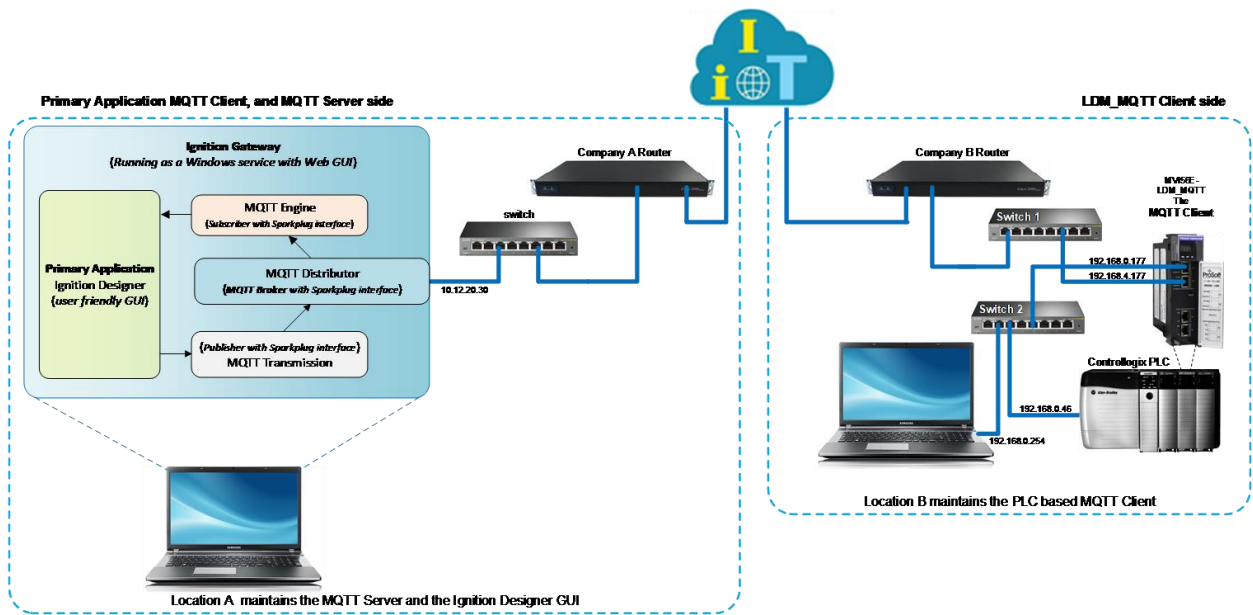 I
i
IoT
Primary Application MQTT Client, and MQTT Server side
LDM_MQTT Client side
Ignition Gateway
{Running as a Windows service with Web GUI}
MQTT Engine
{Subscriber with Sparkplug interface}
Primary Application
Ignition Designer
{user friendly GUI}
MQTT Distributor
{MQTT Broker with Sparkplug interface}
{Publisher with Sparkplug interface}
MQTT Transmission
10.12.20.30
switch
Company A Router
Company B Router
Switch 1
MVI56E -
LDM_MQTT
The
MQTT Client
192.168.0.177
192.168.4.177
ProSoft
Switch 2
Controllogix PLC
192.168.0.46
192.168.0.254
SAMSUNG
Location B maintains the PLC based MQTT Client
SAMSUNG
Location A maintains the MQTT Server and the Ignition Designer GUI